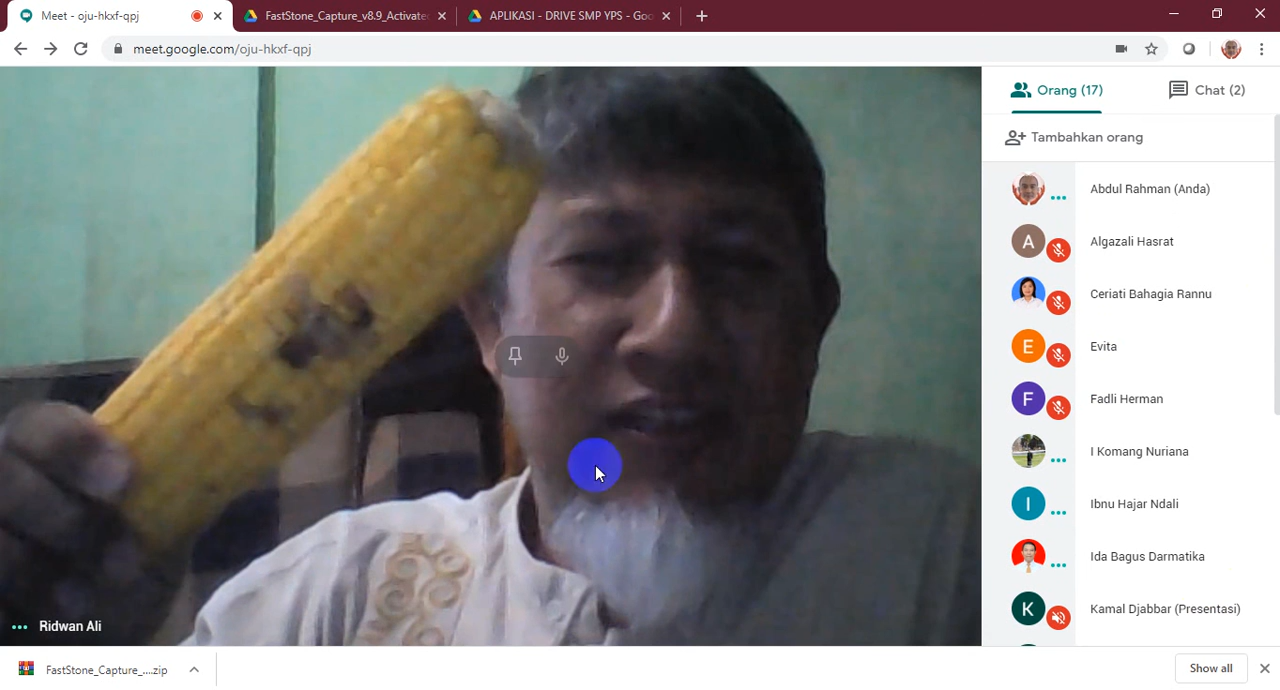 Meet - oju-hkxf-qpj
FastStone_Capture_v8.9_Activate
APLIKASI - DRIVE SMP YPS - Goo
meet.google.com/oju-hkxf-qpj
Orang (17)
Chat (2)
Tambahkan orang
Abdul Rahman (Anda)
A
Algazali Hasrat
Ceriati Bahagia Rannu
E
Evita
F
Fadli Herman
I Komang Nuriana
I
Ibnu Hajar Ndali
Ida Bagus Darmatika
K
Kamal Djabbar (Presentasi)
Ridwan Ali
FastStone_Capture_....zip
Show all